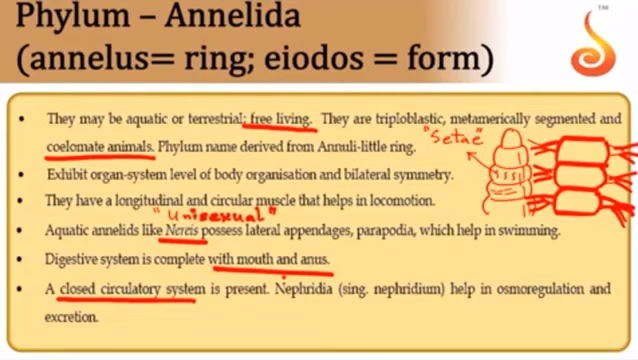 Phylum – Annelida
TM
(annelus= ring; eiodos = form)
They may be aquatic or terrestrial; free living. They are triploblastic, metamerically segmented and
coelomate animals. Phylum name derived from Annuli-little ring.
"Setae"
Exhibit organ-system level of body organisation and bilateral symmetry.
They have a longitudinal and circular muscle that helps in locomotion.
"Unisexual"
Aquatic annelids like Nereis possess lateral appendages, parapodia, which help in swimming.
Digestive system is complete with mouth and anus.
A closed circulatory system is present. Nephridia (sing. nephridium) help in osmoregulation and
excretion.